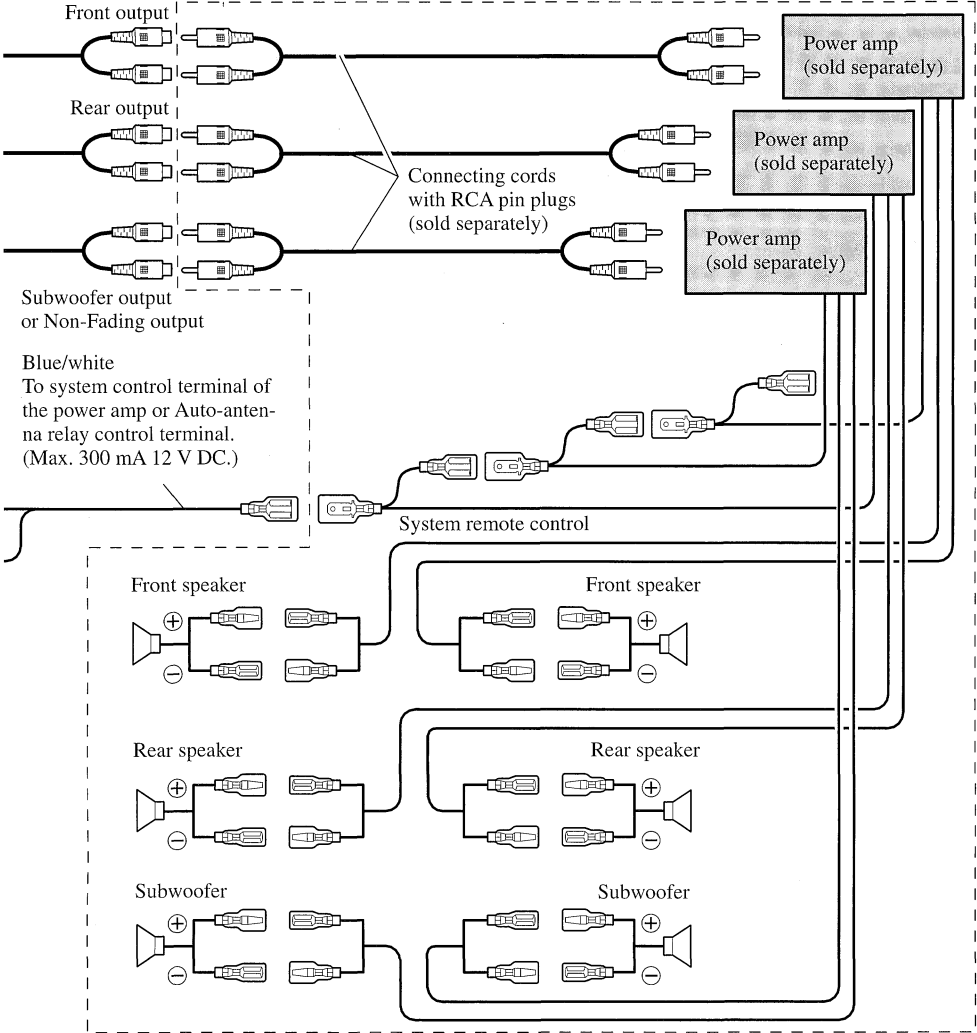 Front output
Power amp
(sold separately)
Rear output
Power amp
(sold separately)
Connecting cords
with RCA pin plugs
(sold separately)
Power amp
(sold separately)
Subwoofer output
or Non-Fading output
Blue/white
To system control terminal of
the power amp or Auto-anten-
na relay control terminal.
(Max. 300 mA 12 V DC.)
System remote control
Front speaker
Front speaker
+
+
−
−
Rear speaker
Rear speaker
+
+
−
−
Subwoofer
Subwoofer
+
+
−
−